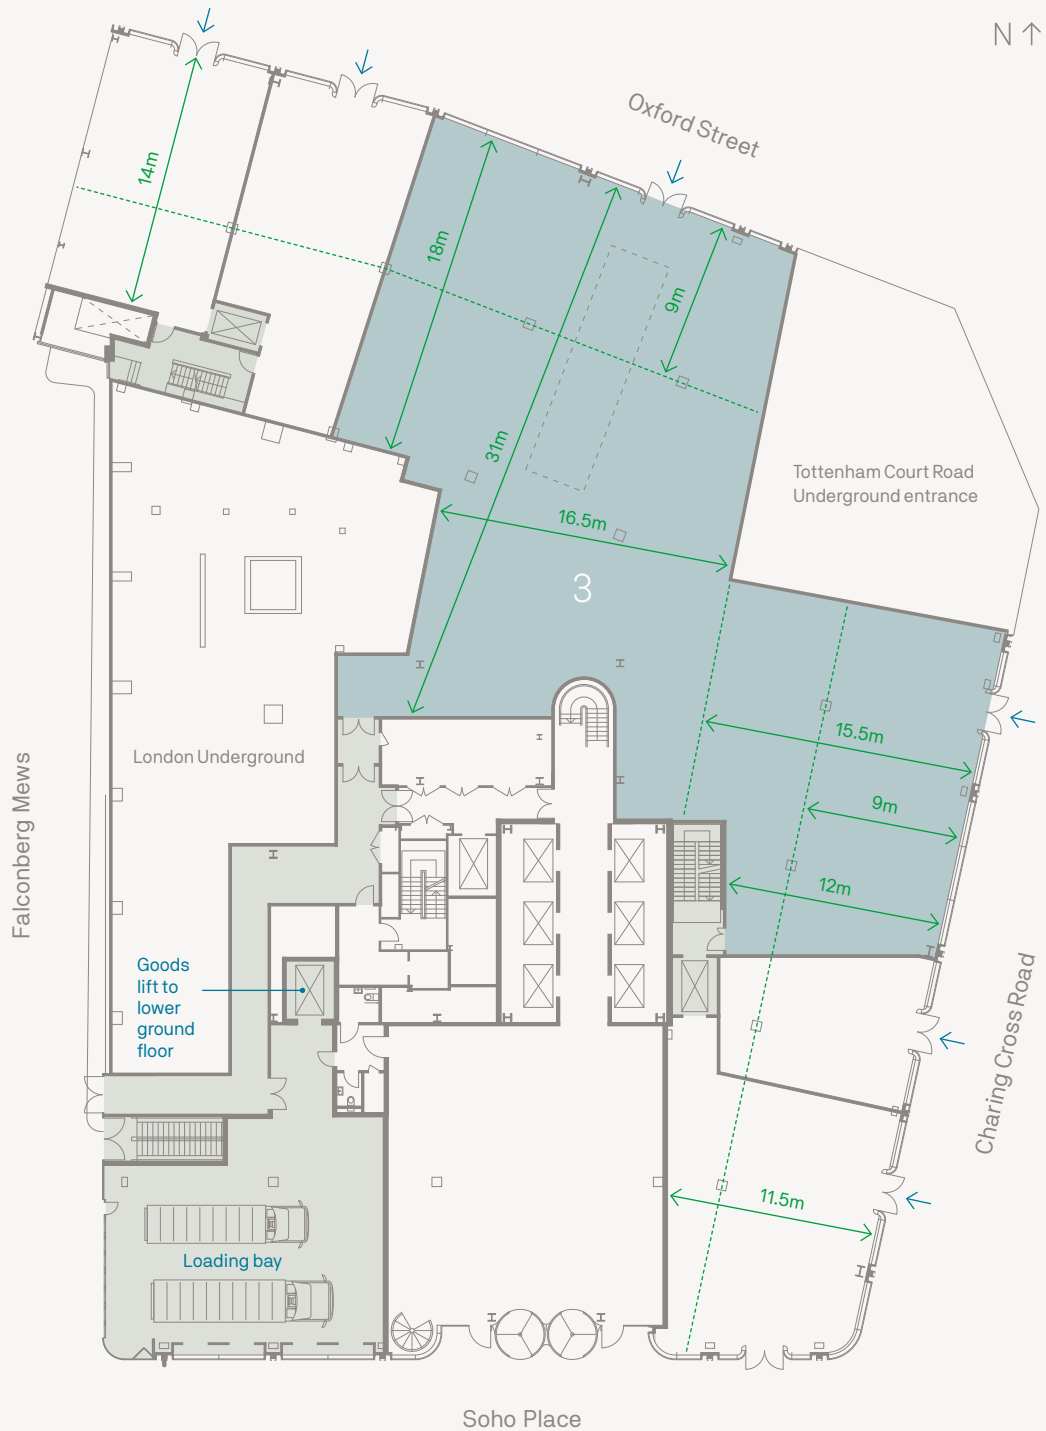 N
Oxford Street
14m
18m
9m
31m
Tottenham Court Road
Underground entrance
16.5m
3
15.5m
London Underground
9m
Falconberg Mews
12m
Goods
lift to
lower
ground
floor
Charing Cross Road
11.5m
Loading bay
Soho Place